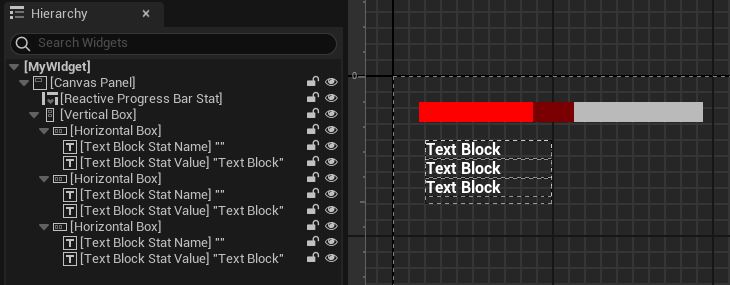 Hierarchy
Search Widgets
[MyWIdget]
[Canvas Panel]
[Reactive Progress Bar Stat]
[Vertical Box]
[Horizontal Box]
[Text Block Stat Name] ""
[Text Block Stat Value] "Text Block"
[Horizontal Box]
[Text Block Stat Name] ""
[Text Block Stat Value] "Text Block"
[Horizontal Box]
[Text Block Stat Name] ""
[Text Block Stat Value] "Text Block"
0
Text Block
Text Block
Text Block